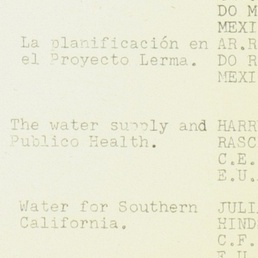 DO M
MEXI
La planificación en AR.R
el Proyecto Lerma. DO R
MEXI
The water supply and HARR
Publico Health. RASC
C.E.
E.U.
Water for Southern JULI
California. HIND
C.F.
E.U.